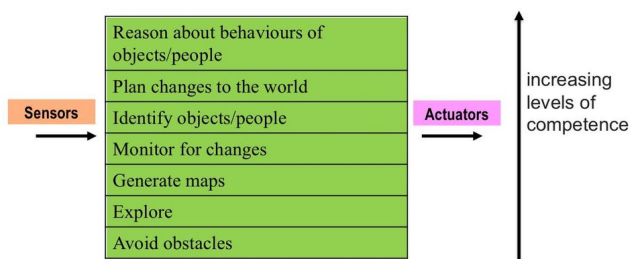 Reason about behaviours of
objects/people
Plan changes to the world
Sensors
Identify objects/people
Actuators
Monitor for changes
Generate maps
Explore
Avoid obstacles
increasing
levels of
competence